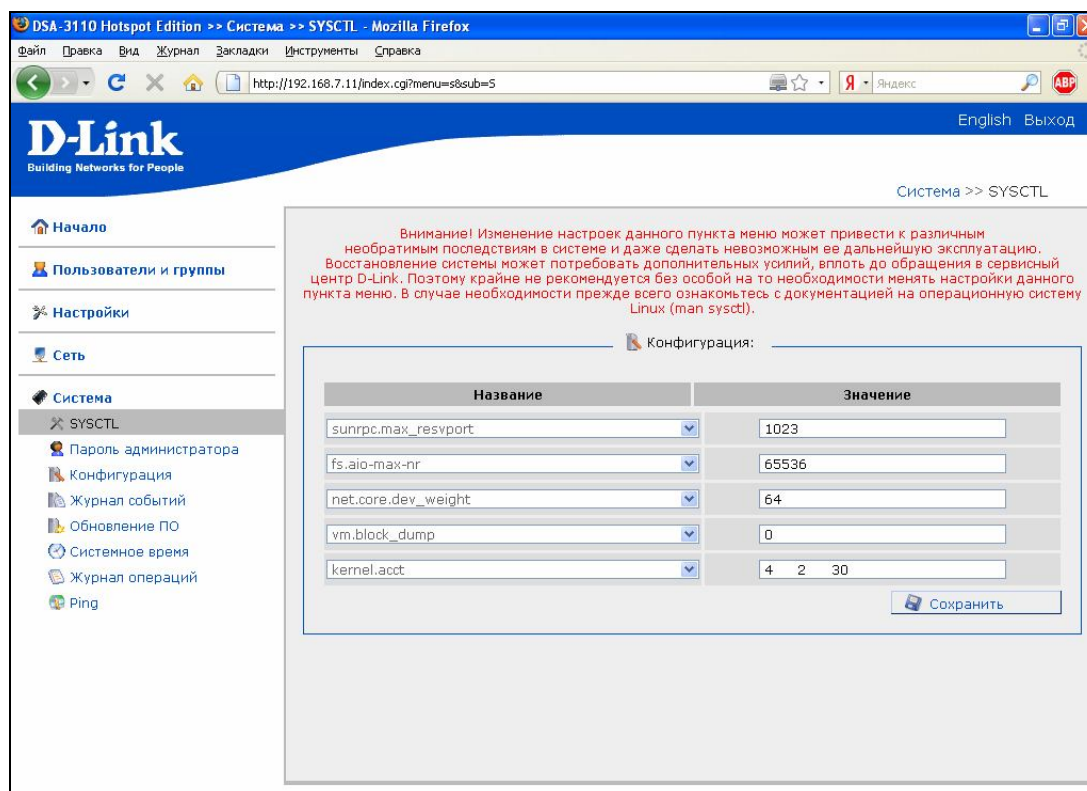 DSA-3110 Hotspot Edition >> Система >> SYSCTL - Mozilla Firefox
Файл Правка Вид Журнал Закладки Инструменты Справка
http://192.168.7.11/index.cgi?menu=s&sub=5
Я Яндекс
ABP
D-Link
Building Networks for People
English Выход
Система >> SYSCTL
Начало
Пользователи и группы
Настройки
Сеть
Система
SYSCTL
Пароль администратора
Конфигурация
Журнал событий
Обновление ПО
Системное время
Журнал операций
Ping
Внимание! Изменение настроек данного пункта меню может привести к различным
необратимым последствиям в системе и даже сделать невозможным ее дальнейшую эксплуатацию.
Восстановление системы может потребовать дополнительных усилий, вплоть до обращения в сервисный
центр D-Link. Поэтому крайне не рекомендуется без особой на то необходимости менять настройки данного
пункта меню. В случае необходимости прежде всего ознакомьтесь с документацией на операционную систему
Linux (man sysctl).
Конфигурация:
Название Значение
sunrpc.max_resvport 1023
fs.aio-max-nr 65536
net.core.dev_weight 64
vm.block_dump 0
kernel.acct 4 2 30
Сохранить